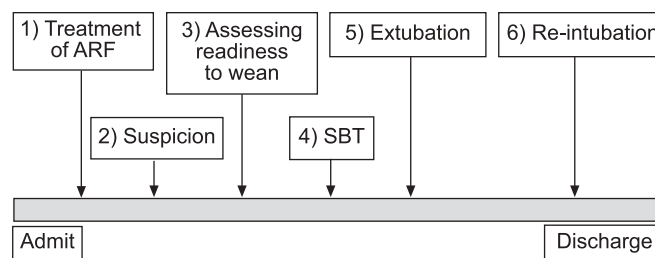 1) Treatment
of ARF
2) Suspicion
3) Assessing
readiness
to wean
4) SBT
5) Extubation
6) Re-intubation
Admit
Discharge